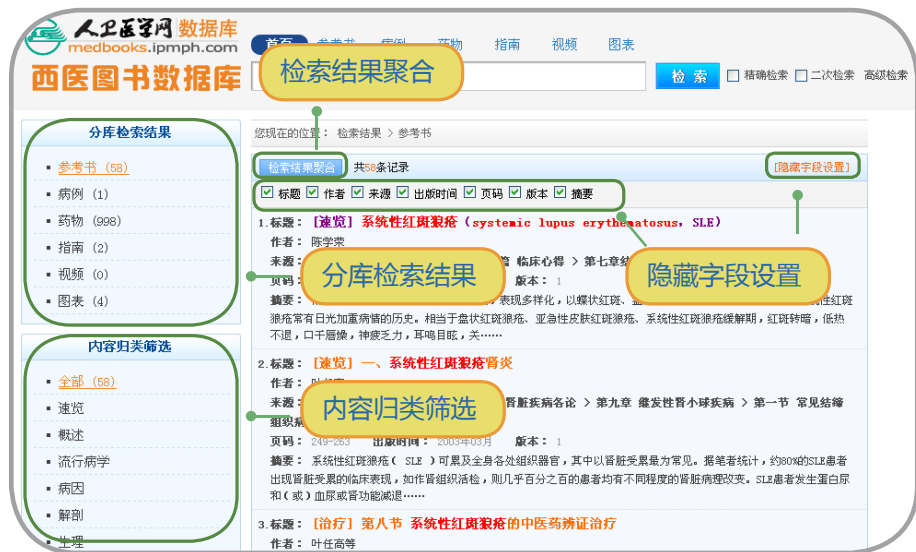 人卫医学网 数据库
medbooks.ipmph.com
西医图书数据库
首页 参考书 病例 药物 指南 视频 图表
检索结果聚合
检 索 精确检索 二次检索 高级检索
分库检索结果
参考书 (58)
病例 (1)
药物 (998)
指南 (2)
视频 (0)
图表 (4)
内容归类筛选
全部 (58)
速览
概述
流行病学
病因
解剖
生理
您现在的位置: 检索结果 > 参考书
检索结果聚合 共58条记录 [隐藏字段设置]
标题 作者 来源 出版时间 页码 版本 摘要
1.标题: [速览] 系统性红斑狼疮(systemic lupus erythematosus, SLE)
作者: 陈学荣
来源: 临床心得 > 第七章
页码: 版本: 1
摘要: 表现多样化,以蝶状红斑、性红斑
狼疮常有日光加重病情的历史。相当于盘状红斑狼疮、亚急性皮肤红斑狼疮、系统性红斑狼疮缓解期,红斑转暗,低热
不退,口干唇燥,神疲乏力,耳鸣目眩,关……
分库检索结果
隐藏字段设置
2.标题: [速览] 一、系统性红斑狼疮肾炎
作者:
来源: 肾脏疾病各论 > 第九章 继发性肾小球疾病 > 第一节 常见结缔
组织
页码: 249-263 出版时间: 2003年03月 版本: 1
摘要: 系统性红斑狼疮( SLE )可累及全身各处组织器官,其中以肾脏受累最为常见。据笔者统计,约80%的SLE患者
出现肾脏受累的临床表现,如作肾组织活检,则几乎百分之百的患者均有不同程度的肾脏病理改变。SLE患者发生蛋白尿
和(或)血尿或肾功能减退……
内容归类筛选
3.标题: [治疗] 第八节 系统性红斑狼疮的中医药辨证治疗
作者: 叶任高等